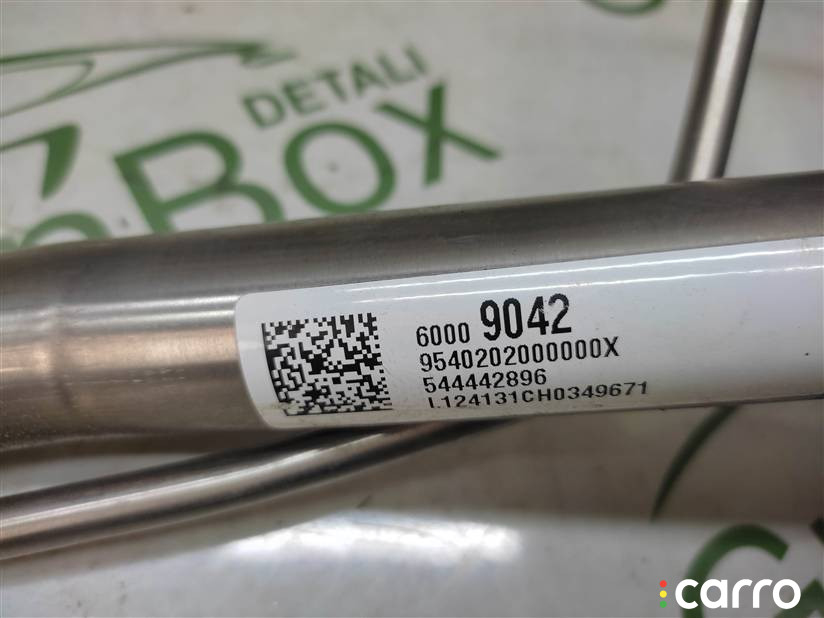 DETALI
BOX
6000 9042
9540202000000X
544442896
L124131CH0349671
carro